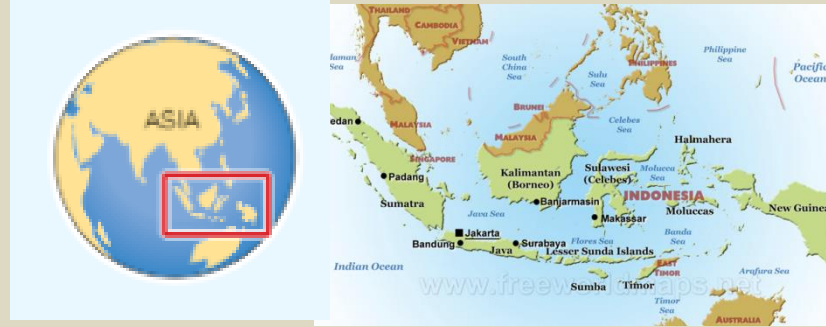 ASIA
THAILAND
CAMBODIA
VIETNAM
South
China
Sea
Sulu
Sea
PHILIPPINES
Philippine
Sea
Pacific
Ocean
Sea
edan
MALAYSIA
SINGAPORE
BRUNEI
MALAYSIA
Celebes
Sea
Halmahera
Padang
Sumatra
Kalimantan
(Borneo)
Sulawesi
(Celebes)
Molucca
Sea
INDONESIA
Moluccas
New Guinea
Banjarmasin
Makassar
Java Sea
Jakarta
Bandung
Java
Surabaya
Flores Sea
Lesser Sunda Islands
Banda
Sea
Indian Ocean
EAST
TIMOR
Arafura Sea
Sumba
Timor
Timor
Sea
AUSTRALIA
www.freeworldmaps.net